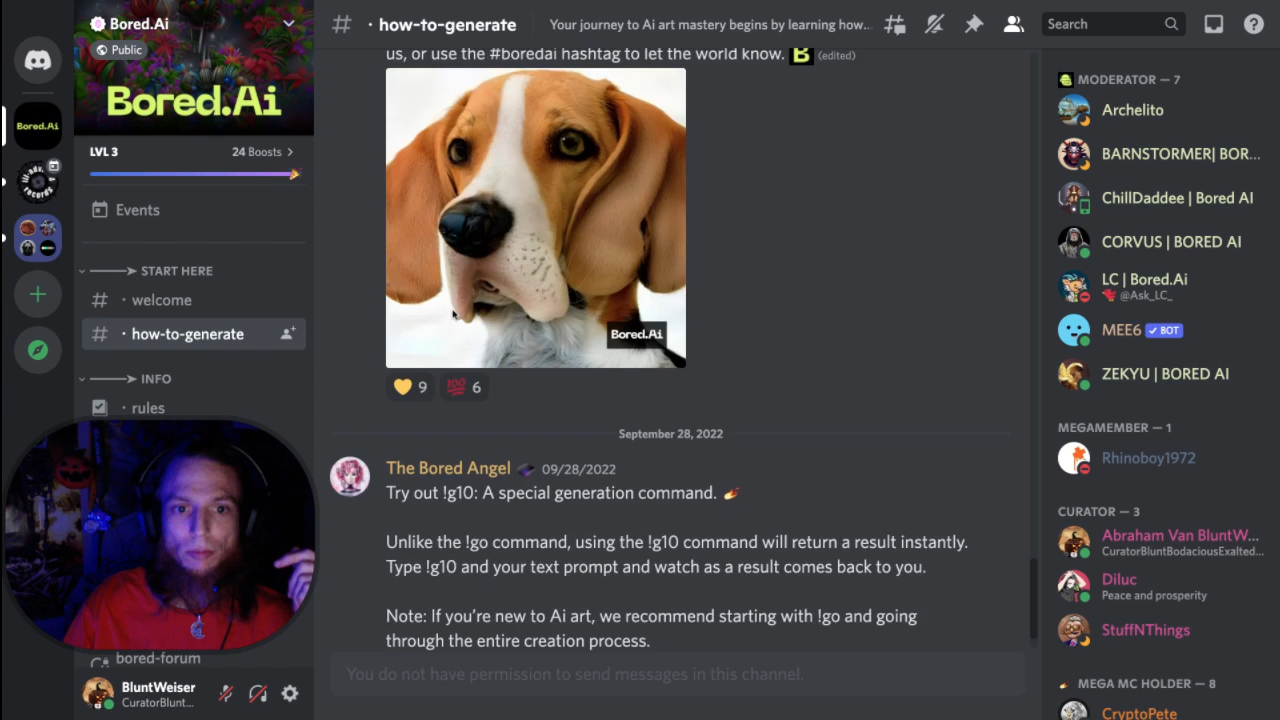 Bored.Ai
Public
Bored.Ai
LVL 3
24 Boosts
Events
START HERE
welcome
how-to-generate
INFO
rules
bored-forum
BluntWeiser
CuratorBlunt...
Bored.Ai
how-to-generate
Your journey to Ai art mastery begins by learning how...
Search
us, or use the #boredai hashtag to let the world know. B (edited)
Bored.Ai
9
100 6
September 28, 2022
The Bored Angel 09/28/2022
Try out !g10: A special generation command.
Unlike the !go command, using the !g10 command will return a result instantly.
Type !g10 and your text prompt and watch as a result comes back to you.
Note: If you're new to Ai art, we recommend starting with !go and going
through the entire creation process.
You do not have permission to send messages in this channel.
MODERATOR — 7
Archelito
BARNSTORMER| BOR...
ChillDaddee | Bored AI
CORVUS | BORED AI
LC | Bored.Ai
@Ask_LC_
MEE6 BOT
ZEKYU | BORED AI
MEGAMEMBER — 1
Rhinoboy1972
CURATOR — 3
Abraham Van BluntW...
CuratorBluntBodaciousExalted...
Diluc
Peace and prosperity
StuffNThings
MEGA MC HOLDER — 8
CryptoPete